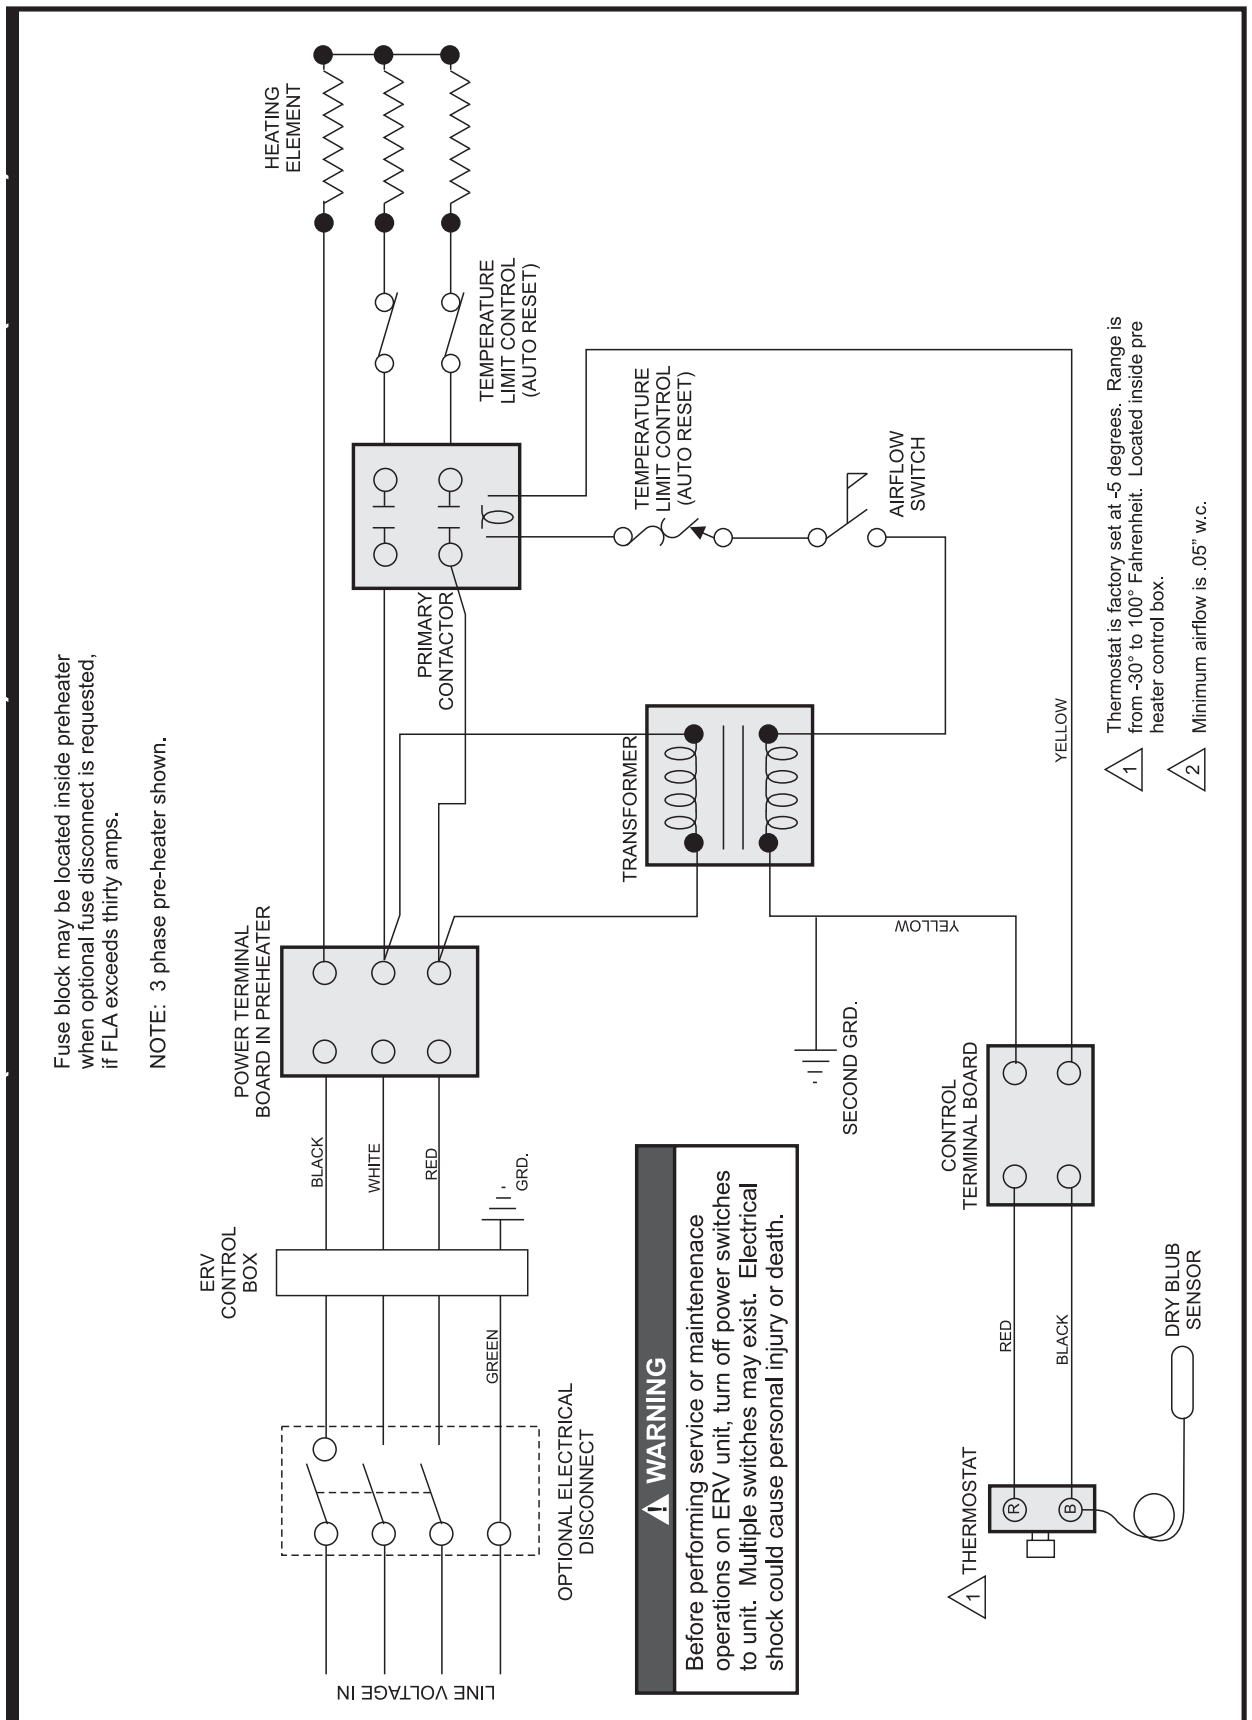 Fuse block may be located inside preheater
when optional fuse disconnect is requested,
if FLA exceeds thirty amps.
NOTE: 3 phase pre-heater shown.
LINE VOLTAGE IN
OPTIONAL ELECTRICAL
DISCONNECT
GREEN
ERV
CONTROL
BOX
GRD.
BLACK
WHITE
RED
POWER TERMINAL
BOARD IN PREHEATER
PRIMARY
CONTACTOR
TEMPERATURE
LIMIT CONTROL
(AUTO RESET)
HEATING
ELEMENT
TRANSFORMER
TEMPERATURE
LIMIT CONTROL
(AUTO RESET)
AIRFLOW
SWITCH
YELLOW
SECOND GRD.
WARNING
Before performing service or maintenenace
operations on ERV unit, turn off power switches
to unit. Multiple switches may exist. Electrical
shock could cause personal injury or death.
1
THERMOSTAT
R
B
RED
BLACK
DRY BLUB
SENSOR
CONTROL
TERMINAL BOARD
YELLOW
1
Thermostat is factory set at -5 degrees. Range is
from -30° to 100° Fahrenheit. Located inside pre
heater control box.
2
Minimum airflow is .05” w.c.